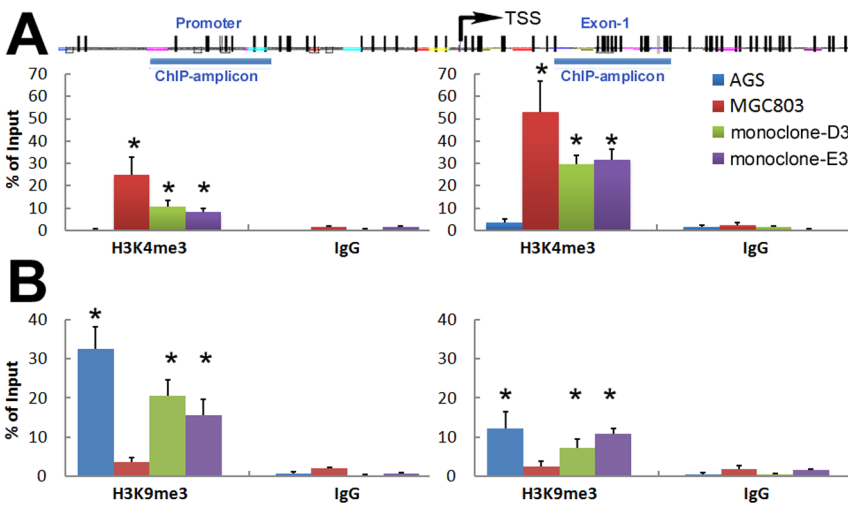 A
Promoter
TSS
Exon-1
ChIP-amplicon
ChIP-amplicon
% of Input
70
60
50
40
30
20
10
0
*
*
*
H3K4me3
IgG
70
60
50
40
30
20
10
0
*
*
*
H3K4me3
IgG
AGS
MGC803
monoclone-D3
monoclone-E3
B
% of Input
40
30
20
10
0
*
*
*
H3K9me3
IgG
40
30
20
10
0
*
*
*
H3K9me3
IgG